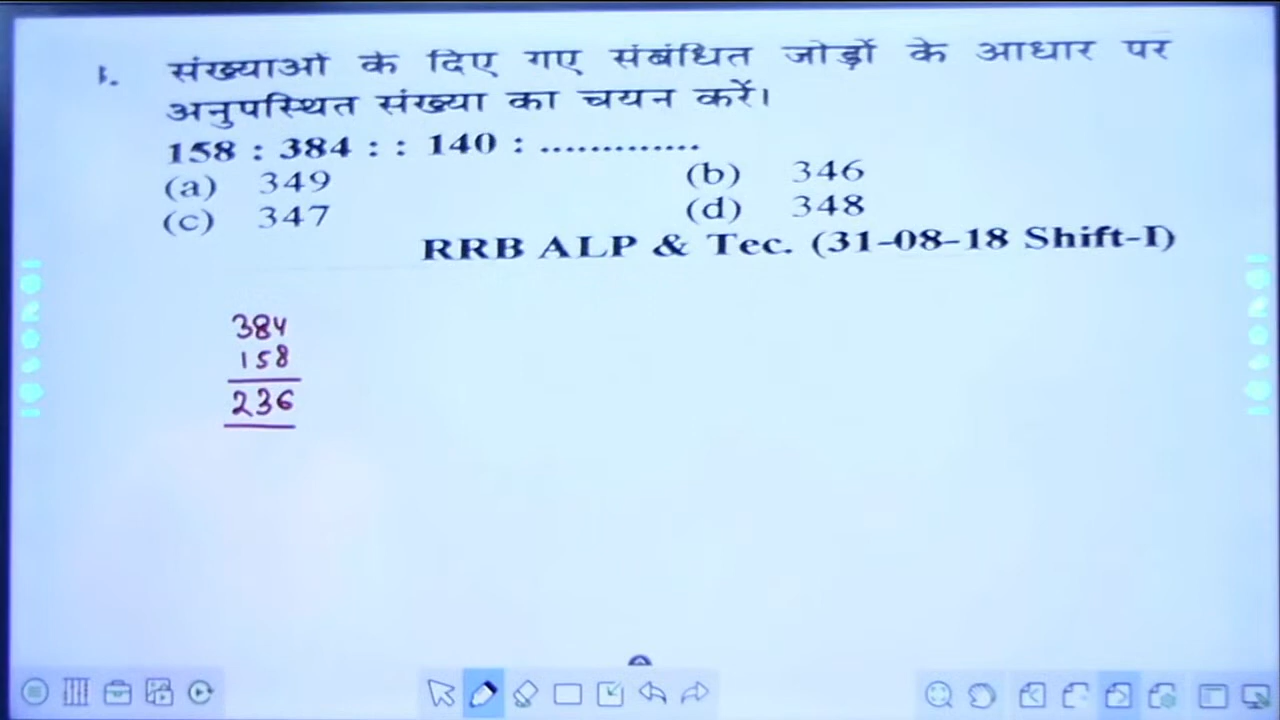 1. संख्याओं के दिए गए संबंधित जोड़ों के आधार पर
अनुपस्थित संख्या का चयन करें।
158 : 384 : : 140 : .............
(a) 349 (b) 346
(c) 347 (d) 348
RRB ALP & Tec. (31-08-18 Shift-I)
384
158
236